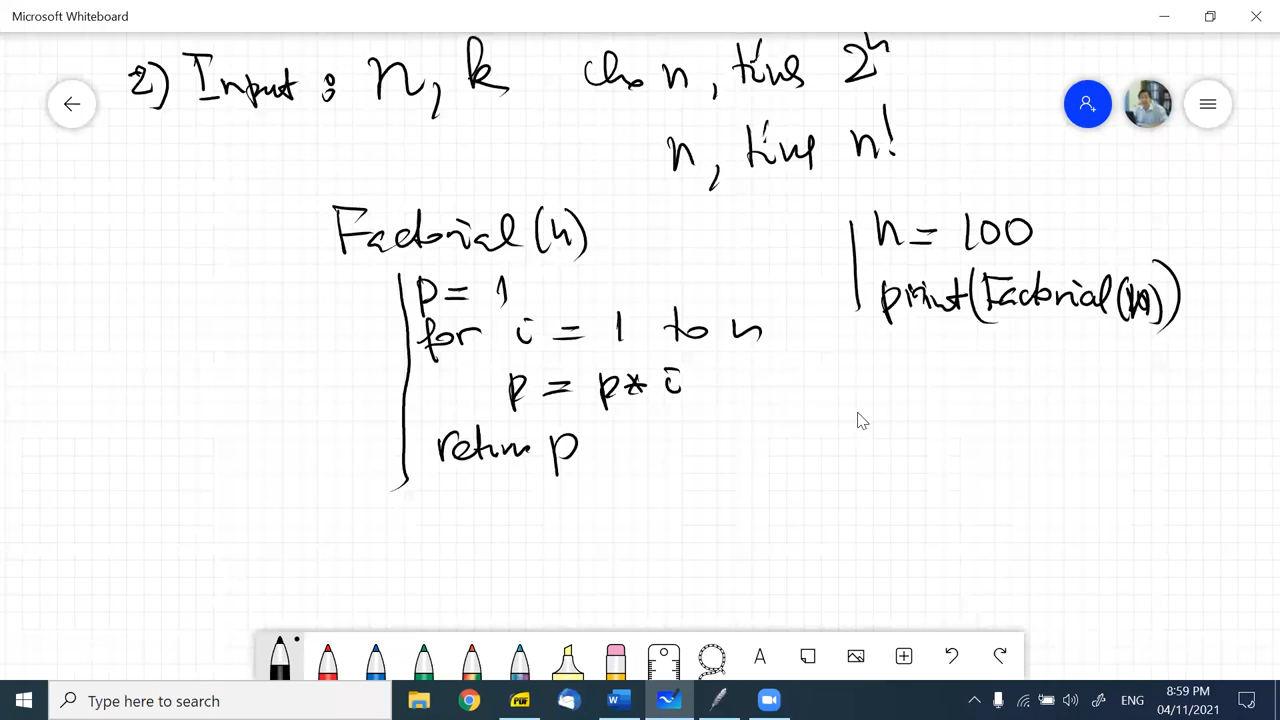 Microsoft Whiteboard
2) Input : n, k cho n, tính 2^n
n, tính n!
Factorial(n)
p = 1
for i = 1 to n
p = p * i
return p
n = 100
print(Factorial(n))
A
Type here to search
PDF
W
ENG
8:59 PM
04/11/2021